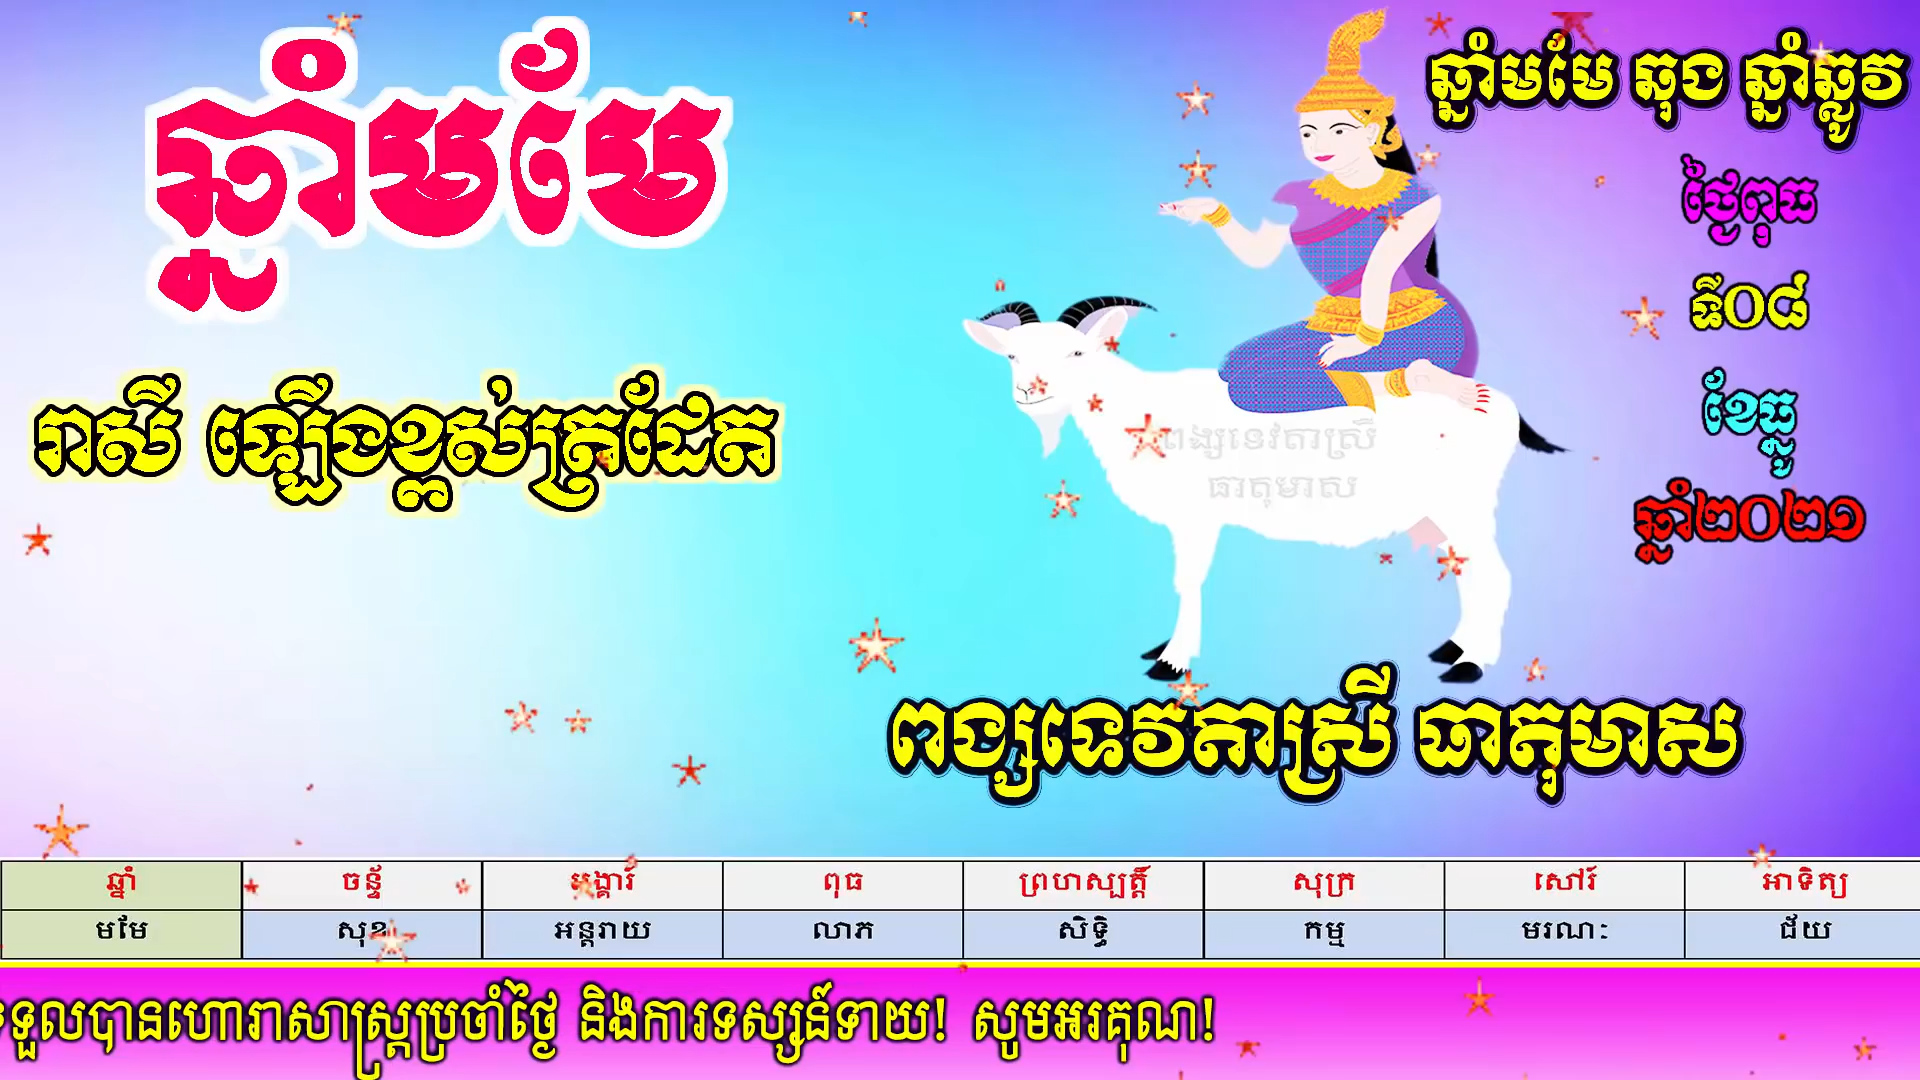 ឆ្នាំមមែ
រាសី ឡើងខ្ពស់ត្រដែត
ឆ្នាំមមែ ឆុង ឆ្នាំឆ្លូវ
ថ្ងៃពុធ
ទី០៨
ខែធ្នូ
ឆ្នាំ២០២១
ពង្សទេវតាស្រី
ធាតុមាស
ពង្សទេវតាស្រី ធាតុមាស
ឆ្នាំ ចន្ទ័ អង្គារ៍ ពុធ ព្រហស្បត្តិ៍ សុក្រ សៅរ៍ អាទិត្យ
មមែ សុខ អន្តរាយ លាភ សិទ្ធិ កម្ម មរណៈ ជ័យ
ទទួលបានហោរាសាស្ត្រប្រចាំថ្ងៃ និងការទស្សន៍ទាយ! សូមអរគុណ!